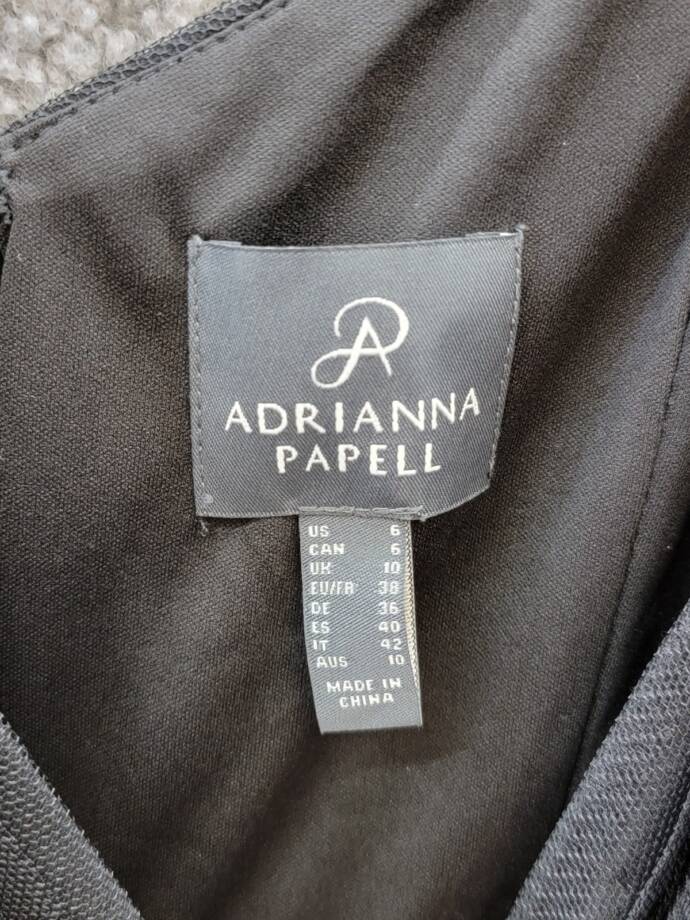 ADRIANNA
PAPELL
US 6
CAN 6
UK 10
EU/FR 38
DE 36
ES 40
IT 42
AUS 10
MADE IN
CHINA